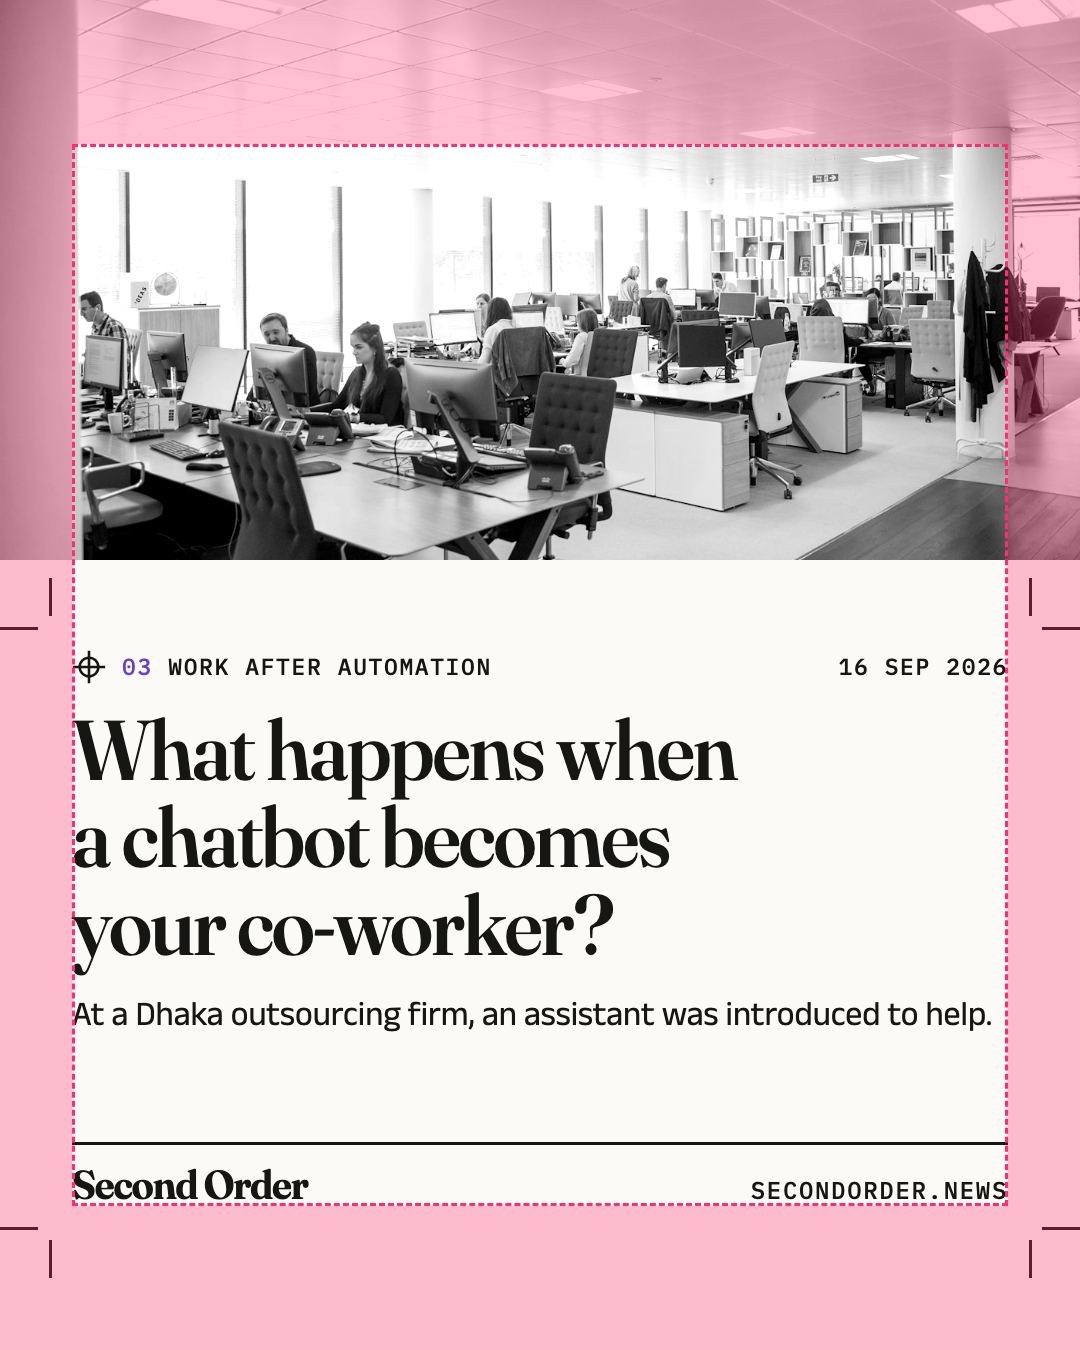 IDEAS
03 WORK AFTER AUTOMATION
16 SEP 2026
What happens when
a chatbot becomes
your co-worker?
At a Dhaka outsourcing firm, an assistant was introduced to help.
Second Order
SECONDORDER.NEWS